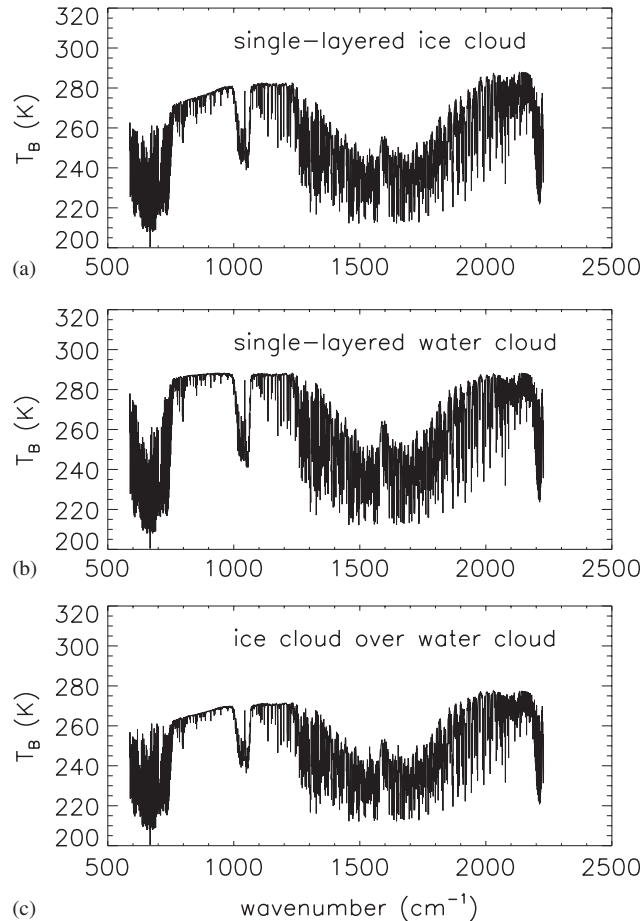 320
single-layered ice cloud
300
280
T_B (K)
260
240
220
200
(a)
500 1000 1500 2000 2500
320
single-layered water cloud
300
280
T_B (K)
260
240
220
200
(b)
500 1000 1500 2000 2500
320
ice cloud over water cloud
300
280
T_B (K)
260
240
220
200
500 1000 1500 2000 2500
(c)
wavenumber (cm⁻¹)